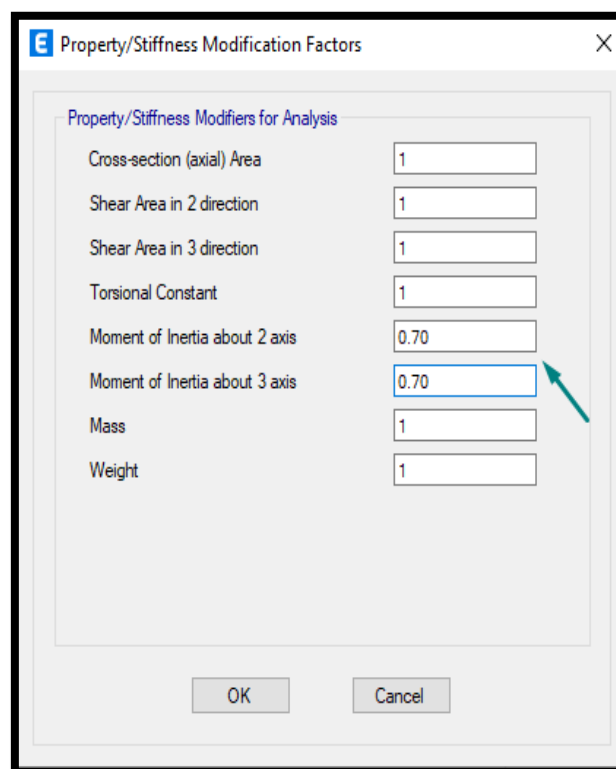 E Property/Stiffness Modification Factors
Property/Stiffness Modifiers for Analysis
Cross-section (axial) Area 1
Shear Area in 2 direction 1
Shear Area in 3 direction 1
Torsional Constant 1
Moment of Inertia about 2 axis 0.70
Moment of Inertia about 3 axis 0.70
Mass 1
Weight 1
OK Cancel